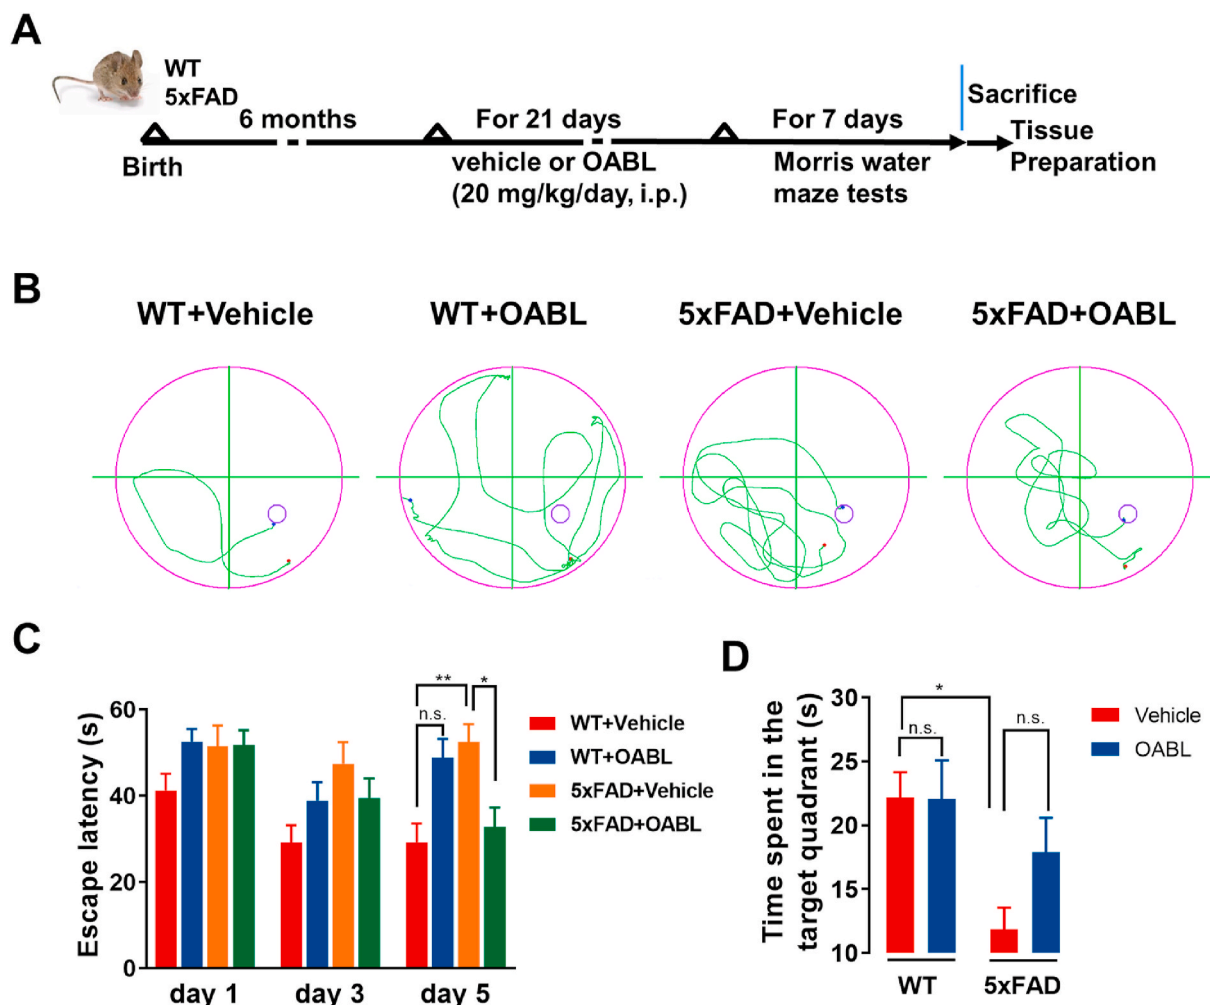 A
WT
5xFAD
6 months
For 21 days
For 7 days
Sacrifice
Birth
vehicle or OABL
(20 mg/kg/day, i.p.)
Morris water
maze tests
Tissue
Preparation
B
WT+Vehicle
WT+OABL
5xFAD+Vehicle
5xFAD+OABL
C
Escape latency (s)
60
40
20
0
**
*
n.s.
day 1
day 3
day 5
WT+Vehicle
WT+OABL
5xFAD+Vehicle
5xFAD+OABL
D
Time spent in the
target quadrant (s)
30
25
20
15
10
*
n.s.
n.s.
WT
5xFAD
Vehicle
OABL